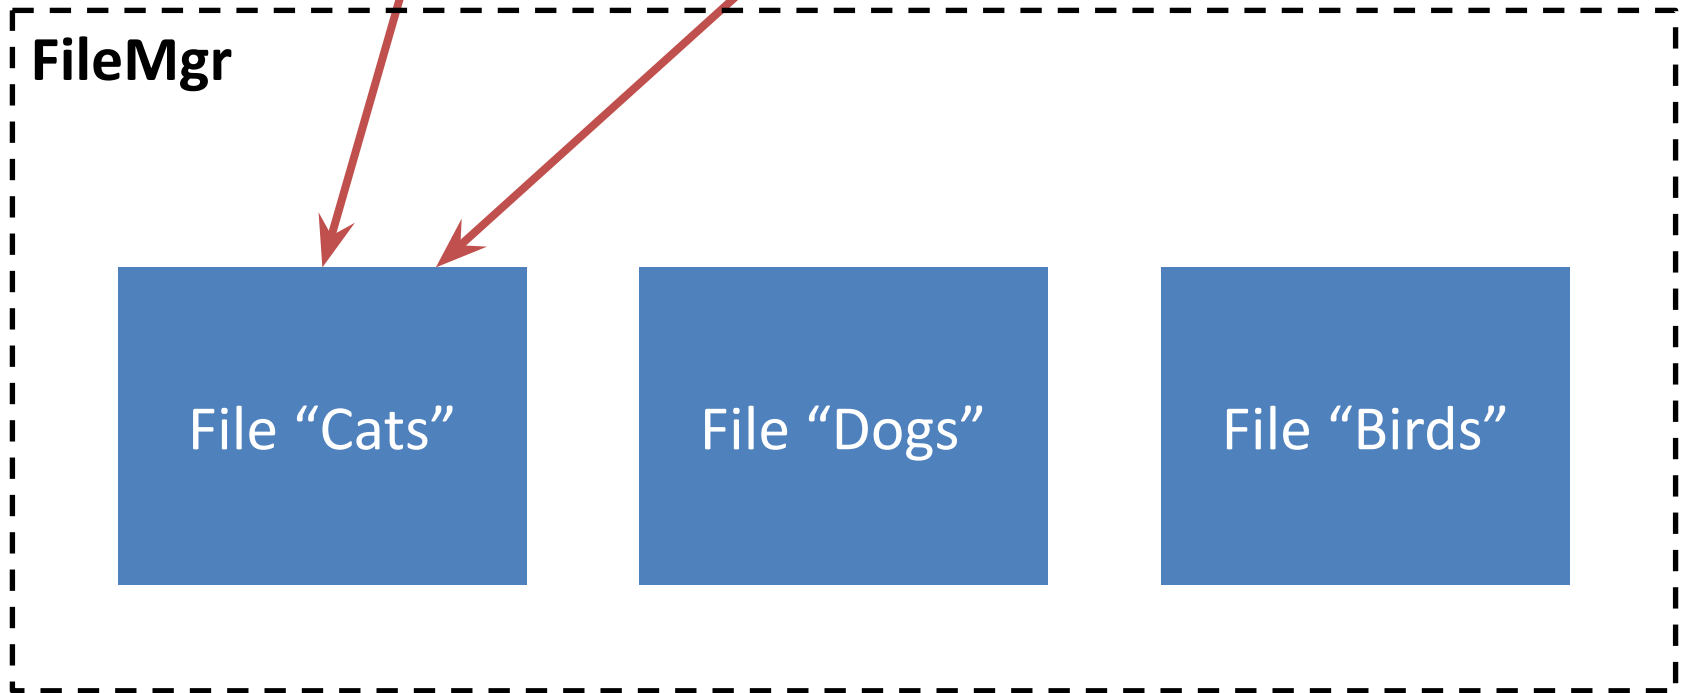 FileMgr
File “Cats”
File “Dogs”
File “Birds”